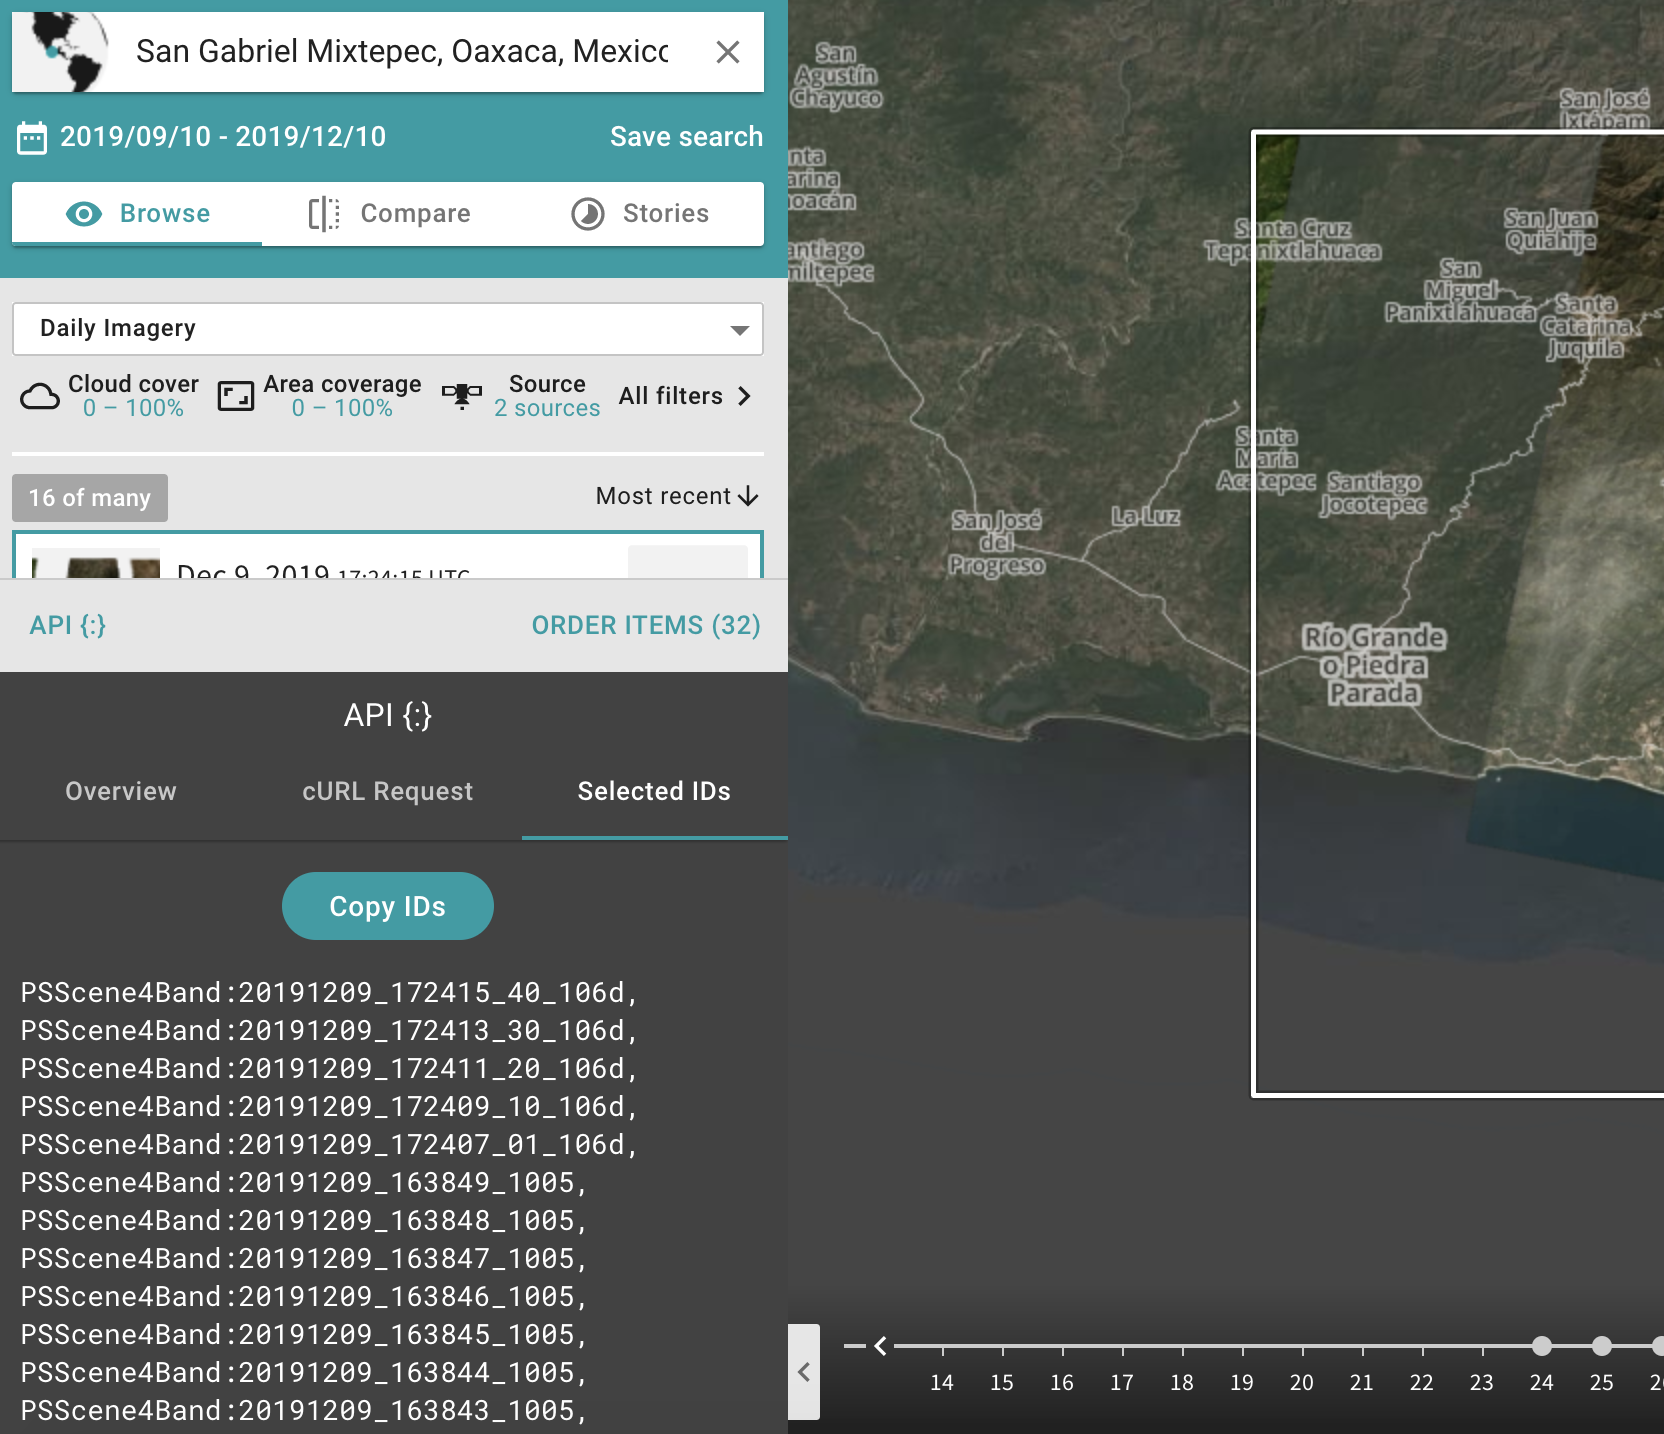 San Gabriel Mixtepec, Oaxaca, Mexico
2019/09/10 - 2019/12/10
Save search
Browse
Compare
Stories
Daily Imagery
Cloud cover
0 – 100%
Area coverage
0 – 100%
Source
2 sources
All filters
16 of many
Most recent
Dec 9, 2019 17:24:15 UTC
API {:}
ORDER ITEMS (32)
API {:}
Overview
cURL Request
Selected IDs
Copy IDs
PSScene4Band:20191209_172415_40_106d,
PSScene4Band:20191209_172413_30_106d,
PSScene4Band:20191209_172411_20_106d,
PSScene4Band:20191209_172409_10_106d,
PSScene4Band:20191209_172407_01_106d,
PSScene4Band:20191209_163849_1005,
PSScene4Band:20191209_163848_1005,
PSScene4Band:20191209_163847_1005,
PSScene4Band:20191209_163846_1005,
PSScene4Band:20191209_163845_1005,
PSScene4Band:20191209_163844_1005,
PSScene4Band:20191209_163843_1005,
San
Agustín
Chayuco
San José
Ixtápam
nta
arina
oacán
antiago
niltepec
Santa Cruz
Tepenixtlahuaca
San Juan
Quiahije
San
Miguel
Panixtlahuaca
Santa
Catarina
Juquila
Santa
María
Acatepec
Santiago
Jocotepec
San José
del
Progreso
La Luz
Río Grande
o Piedra
Parada
14 15 16 17 18 19 20 21 22 23 24 25